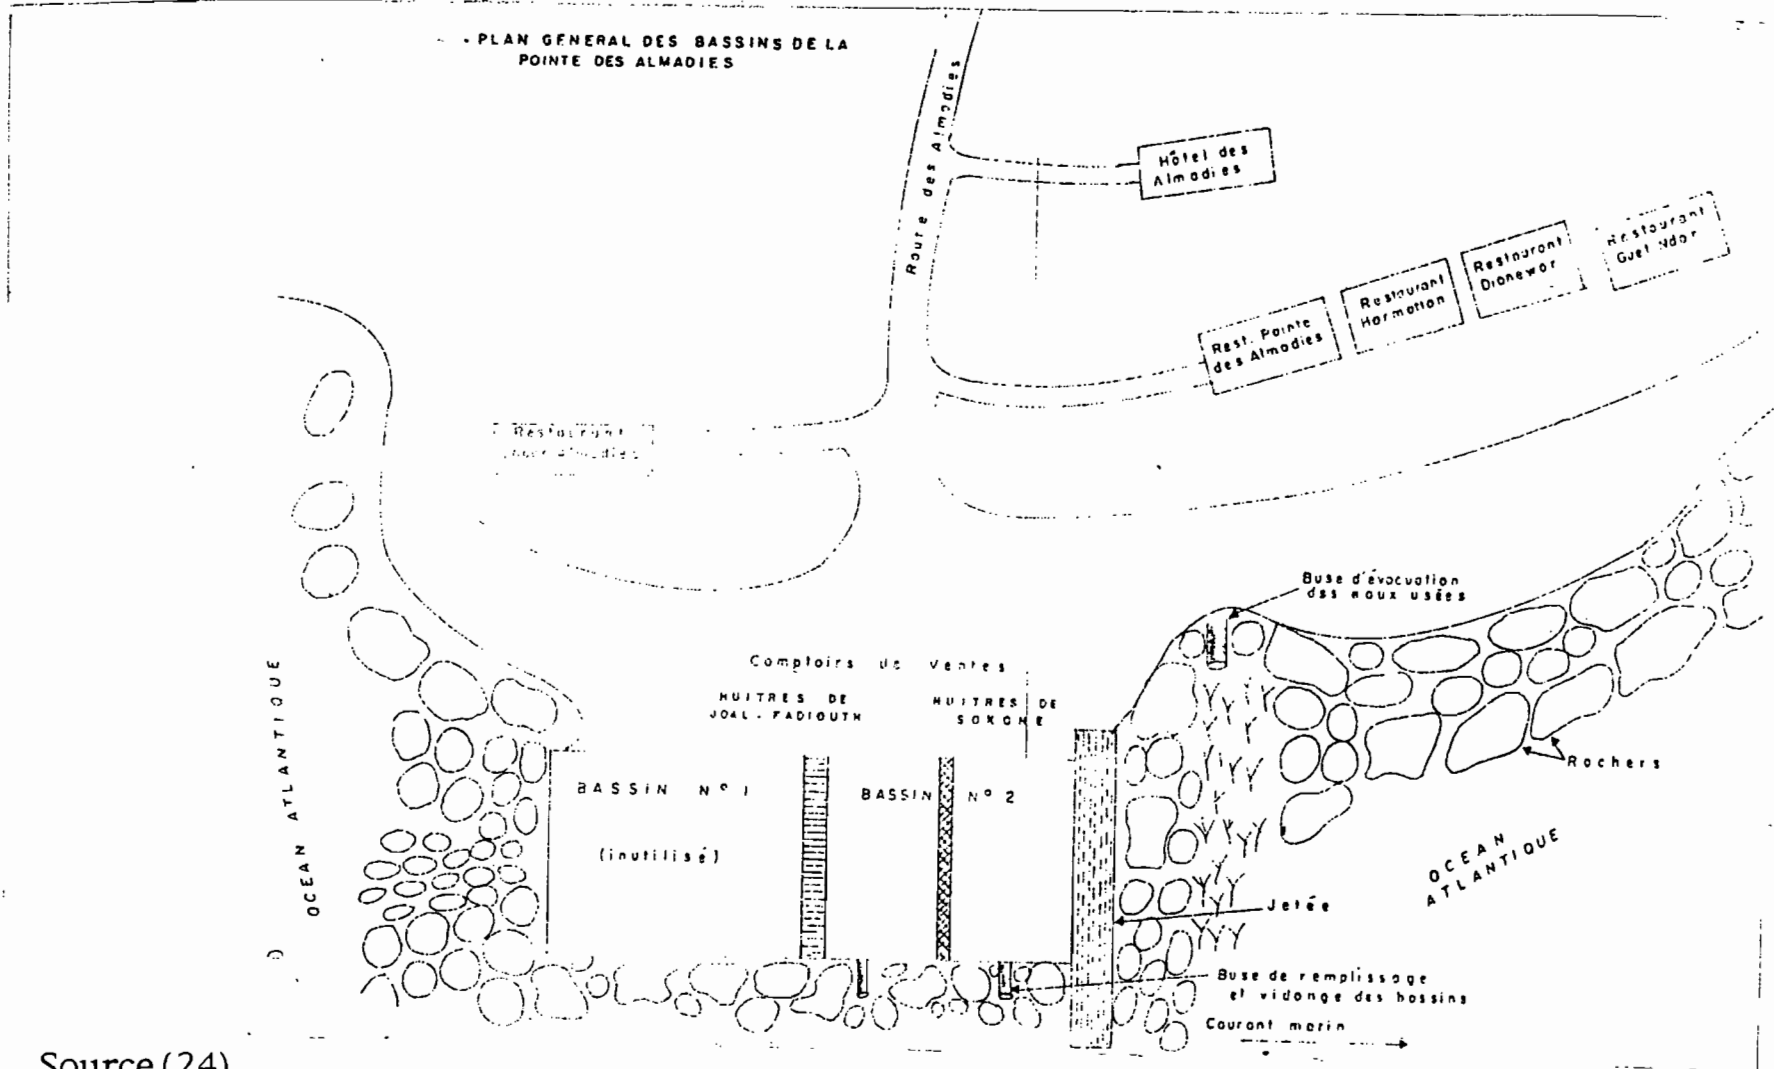 PLAN GENERAL DES BASSINS DE LA
POINTE DES ALMADIES
Route des Almadies
Hôtel des
Almadies
Restaurant
Guet Ndar
Restaurant
Dionewar
Restaurant
Harmattan
Rest. Pointe
des Almadies
Restaurant
Almadies
Buse d'évacuation
des eaux usées
Comptoirs de ventes
HUITRES DE
JOAL-FADIOUTH
HUITRES DE
SOKONE
OCEAN ATLANTIQUE
BASSIN N° 1
(inutilisé)
BASSIN N° 2
Rochers
OCEAN
ATLANTIQUE
Jetée
Buse de remplissage
et vidange des bassins
Courant marin
Source (24)